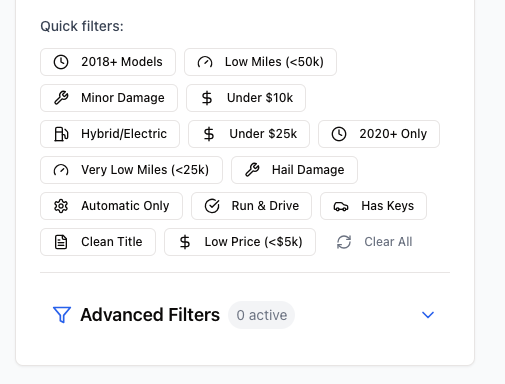 Quick filters:
2018+ Models Low Miles (<50k)
Minor Damage Under $10k
Hybrid/Electric Under $25k 2020+ Only
Very Low Miles (<25k) Hail Damage
Automatic Only Run & Drive Has Keys
Clean Title Low Price (<$5k) Clear All
Advanced Filters 0 active